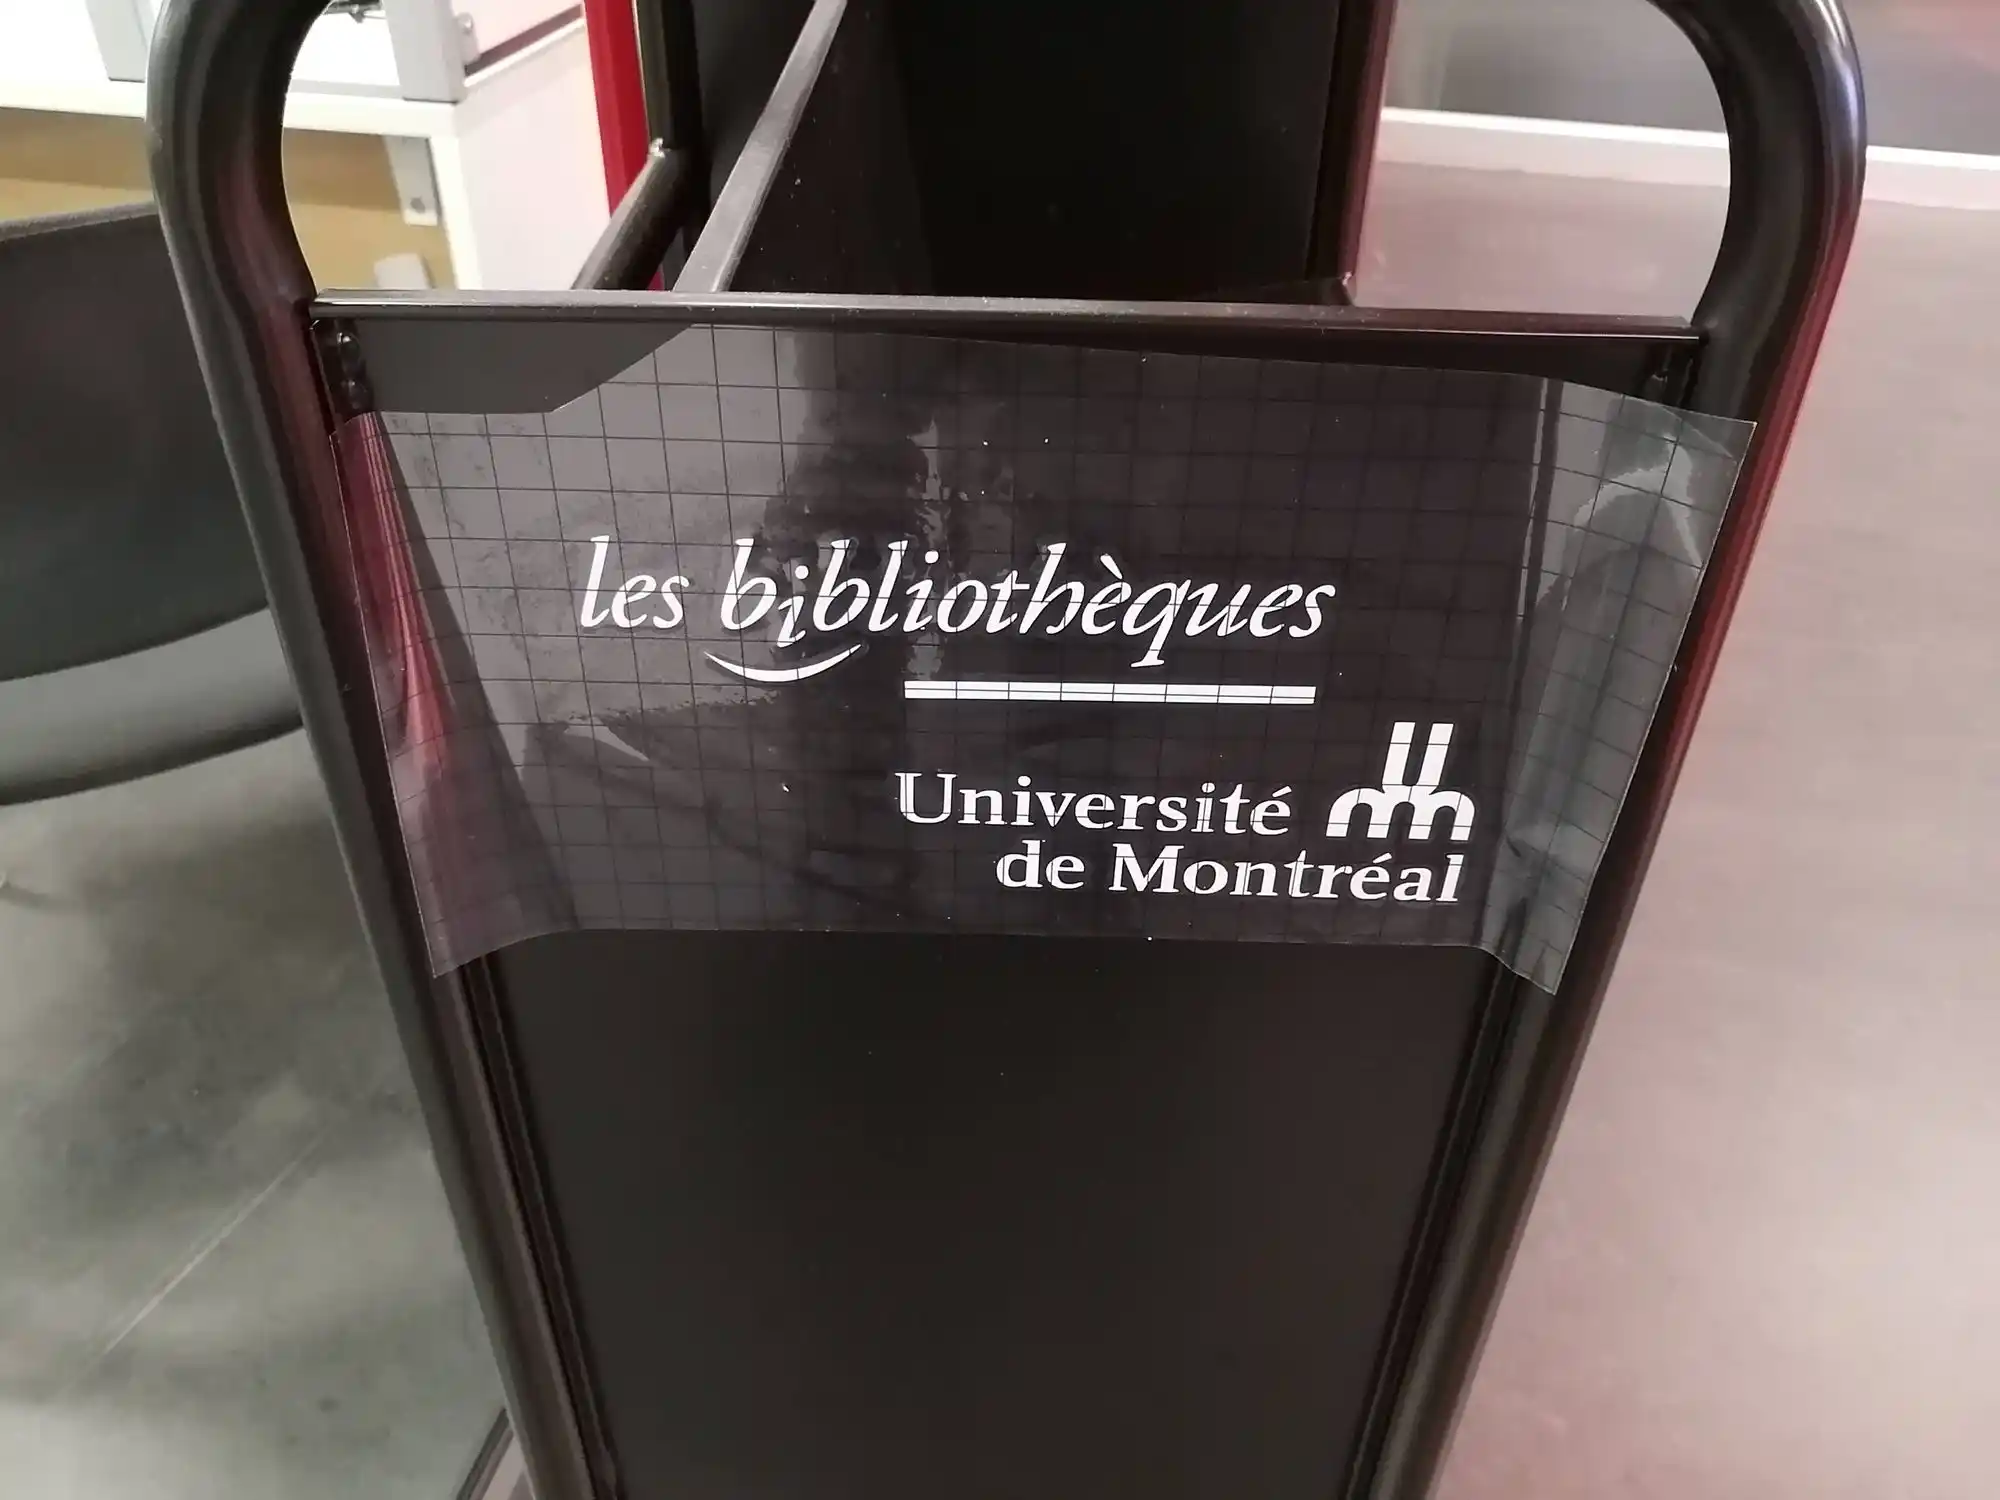 les bibliothèques
Université
de Montréal